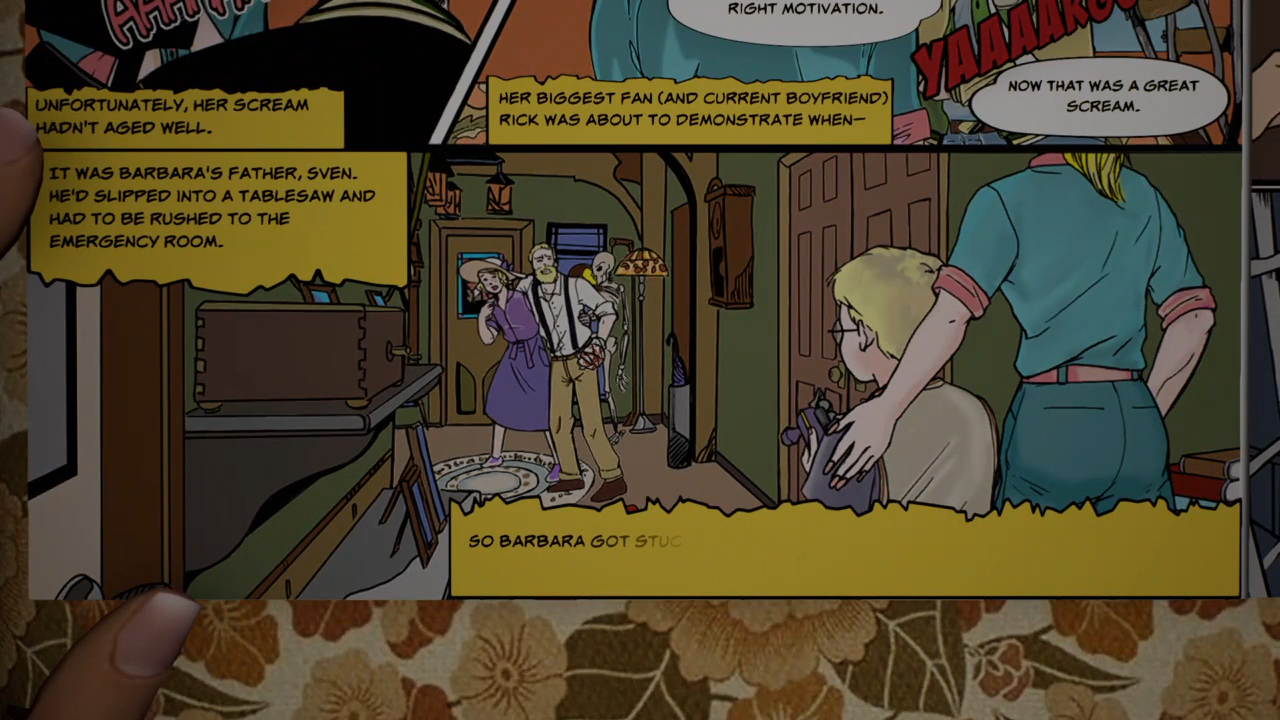 RIGHT MOTIVATION.
UNFORTUNATELY, HER SCREAM
HADN'T AGED WELL.
HER BIGGEST FAN (AND CURRENT BOYFRIEND)
RICK WAS ABOUT TO DEMONSTRATE WHEN—
NOW THAT WAS A GREAT
SCREAM.
IT WAS BARBARA'S FATHER, SVEN.
HE'D SLIPPED INTO A TABLESAW AND
HAD TO BE RUSHED TO THE
EMERGENCY ROOM.
SO BARBARA GOT STUC